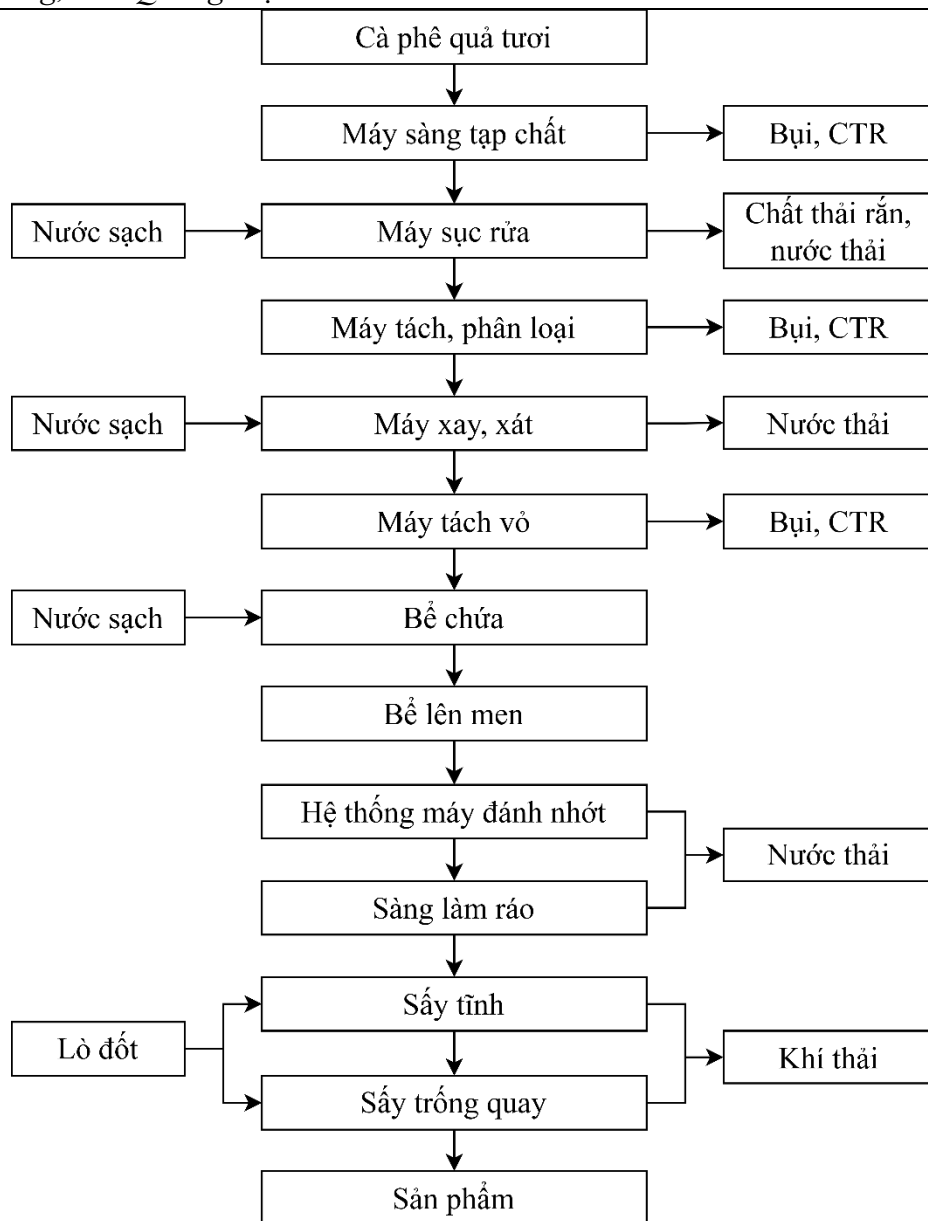 Cà phê quả tươi
Máy sàng tạp chất
Bụi, CTR
Nước sạch
Máy sục rửa
Chất thải rắn,
nước thải
Máy tách, phân loại
Bụi, CTR
Nước sạch
Máy xay, xát
Nước thải
Máy tách vỏ
Bụi, CTR
Nước sạch
Bể chứa
Bể lên men
Hệ thống máy đánh nhớt
Nước thải
Sàng làm ráo
Sấy tĩnh
Lò đốt
Khí thải
Sấy trống quay
Sản phẩm